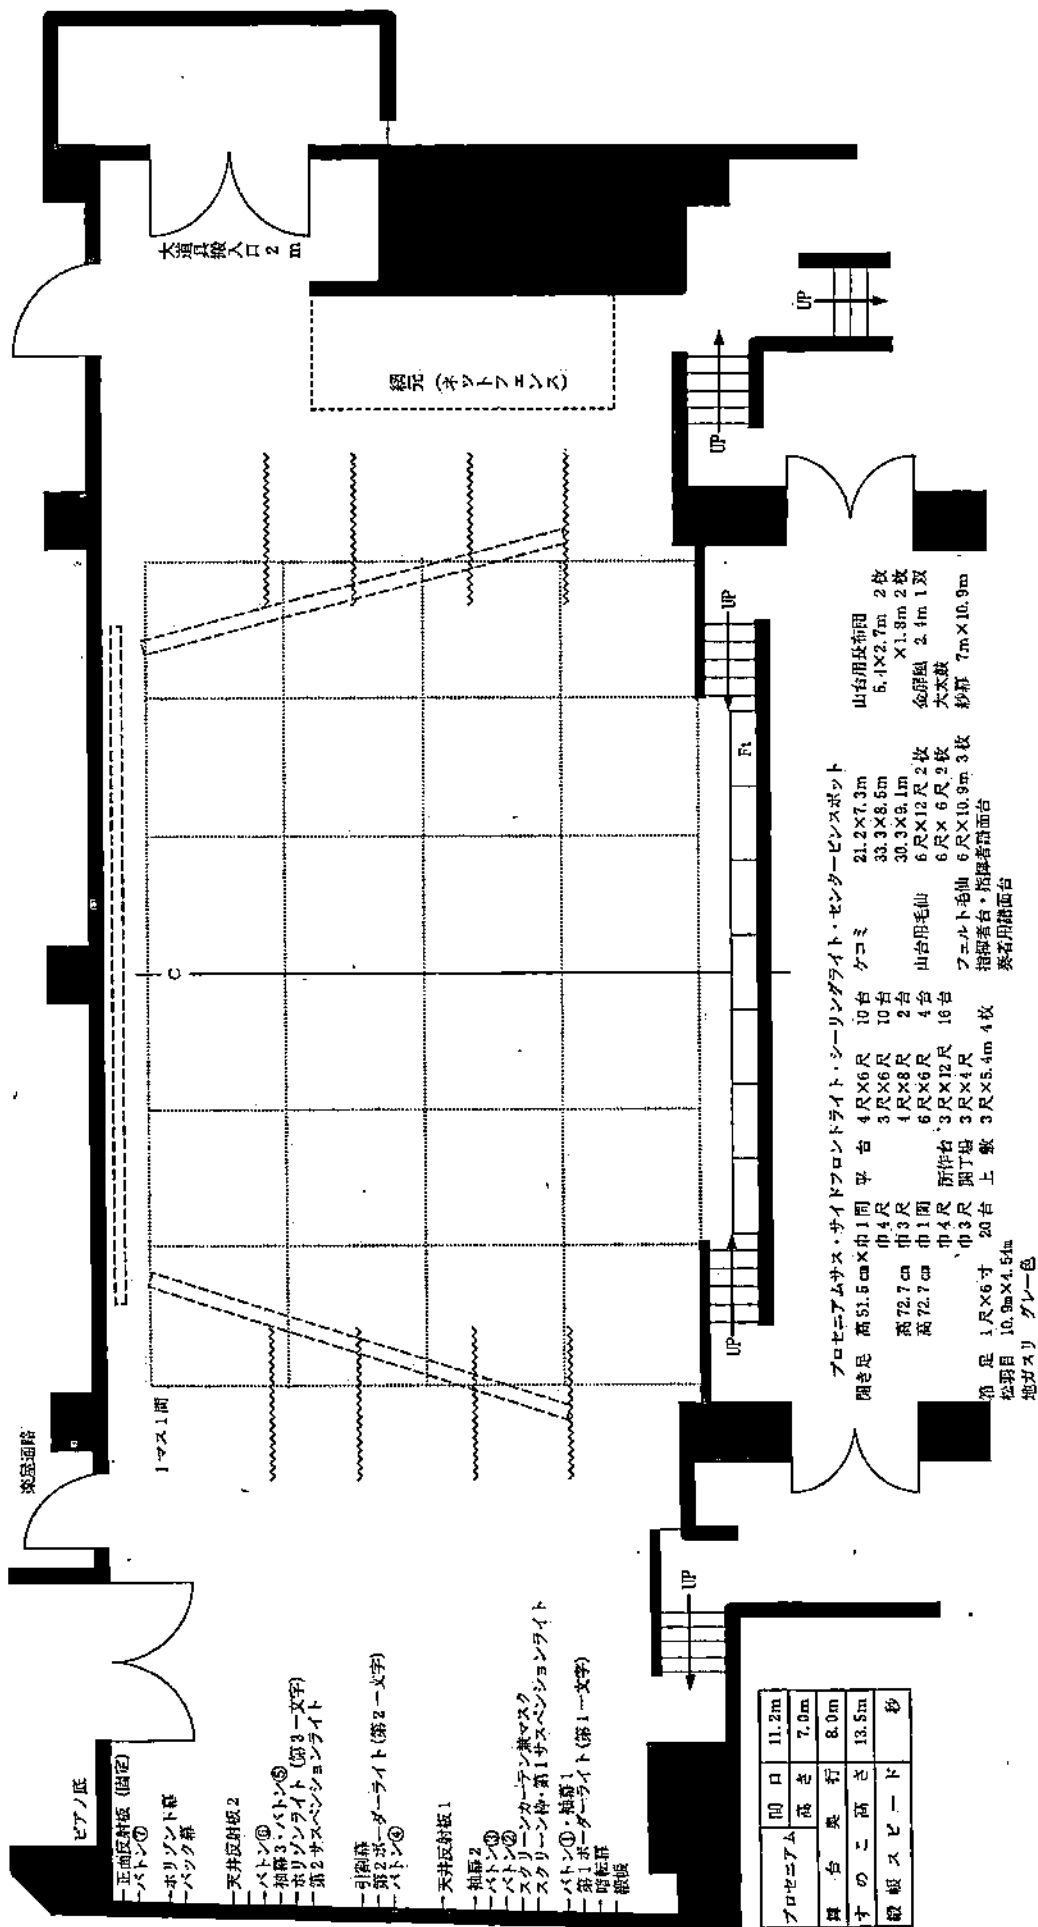 楽屋通路
ピアノ庫
大道具搬入口 2 m
綱元 (ネットフェンス)
1マス1間
C
UP
UP
UP
UP
UP
UP
Ft
正面反射板 (固定)
バトン⑦
ホリゾント幕
バック幕
天井反射板2
バトン⑥
袖幕3・バトン⑤
ホリゾンライト (第3一文字)
第2サスペンションライト
引割幕
第2ボーダーライト(第2一文字)
バトン④
天井反射板1
袖幕2
バトン③
バトン②
スクリーンカーテン兼マスク
スクリーン枠・第1サスペンションライト
バトン①・袖幕1
第1ボーダーライト(第1一文字)
暗転幕
緞帳
プロセニアム 間口 11.2m
高さ 7.0m
舞台奥行 8.0m
すのこ高さ 13.5m
緞帳スピード 秒
プロセニアムサス・サイドフロントライト・シーリングライト・センターピンスポット
開き足 高51.5cm×巾1間 平台 4尺×6尺 10台 ケコミ 21.2×7.3m 山台用長布団
巾4尺 3尺×6尺 10台 33.3×8.5m 5.4×2.7m 2枚
高72.7cm 巾3尺 4尺×8尺 2台 30.3×9.1m ×1.8m 2枚
高72.7cm 巾1間 6尺×6尺 4台 山台用毛仙 6尺×12尺 2枚 金屏風 2.4m 1双
巾4尺 所作台 3尺×12尺 16台 6尺×6尺 2枚 大太鼓
巾3尺 開丁場 3尺×4尺 フェルト毛仙 6尺×10.9m 3枚 紗幕 7m×10.9m
箱足 1尺×6寸 20台 上敷 3尺×5.4m 4枚 指揮者台・指揮者譜面台
松羽目 10.9m×4.54m 奏者用譜面台
地ガスリ グレー色